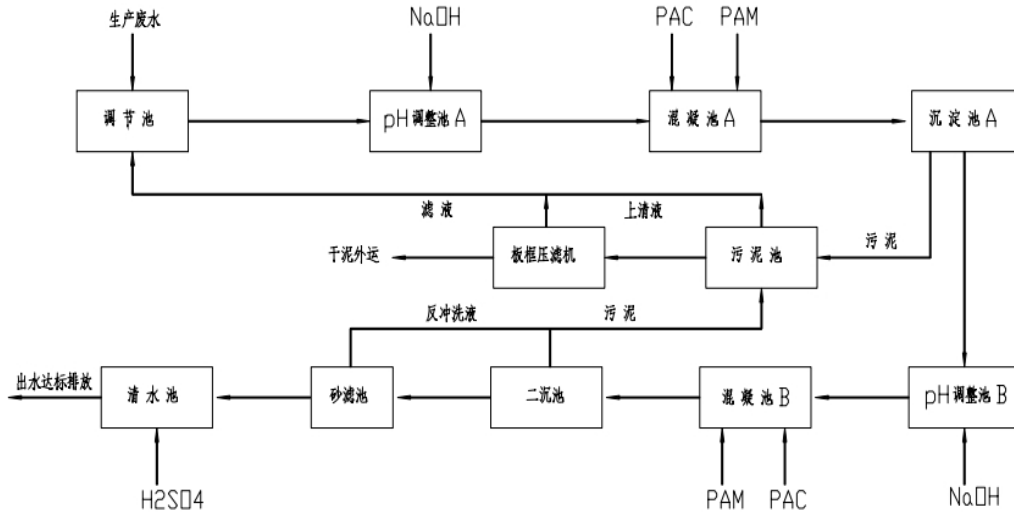 生产废水
NaOH
PAC
PAM
调节池
pH调整池A
混凝池A
沉淀池A
滤液
上清液
干泥外运
板框压滤机
污泥池
污泥
反冲洗液
污泥
出水达标排放
清水池
砂滤池
二沉池
混凝池B
pH调整池B
H2SO4
PAM
PAC
NaOH